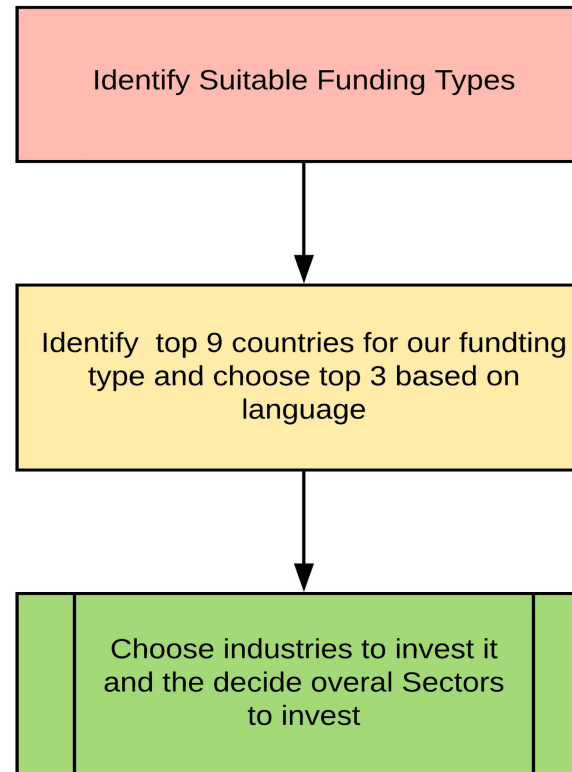 Identify Suitable Funding Types
Identify  top 9 countries for our fundting
type and choose top 3 based on
language
Choose industries to invest it
and the decide overal Sectors
to invest